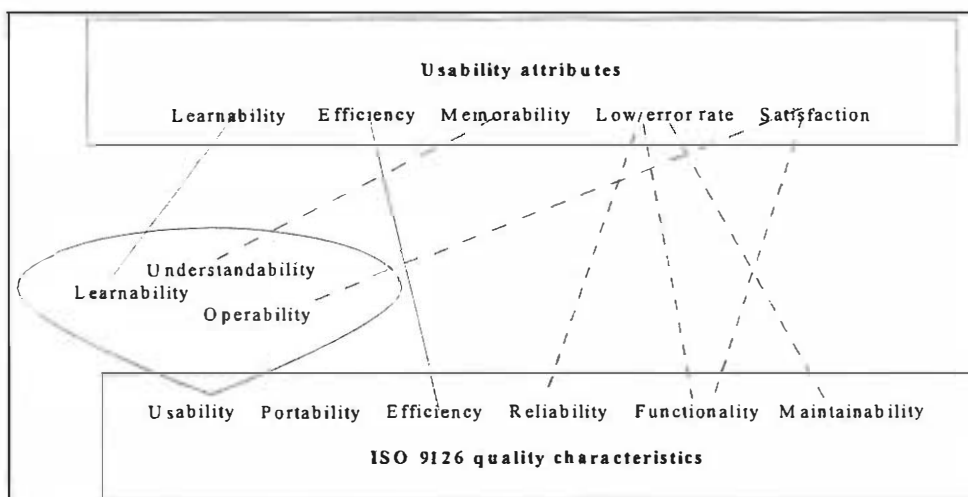 Usability attributes
Learnability Efficiency Memorability Low/error rate Satisfaction
Understandability
Learnability
Operability
Usability Portability Efficiency Reliability Functionality Maintainability
ISO 9126 quality characteristics